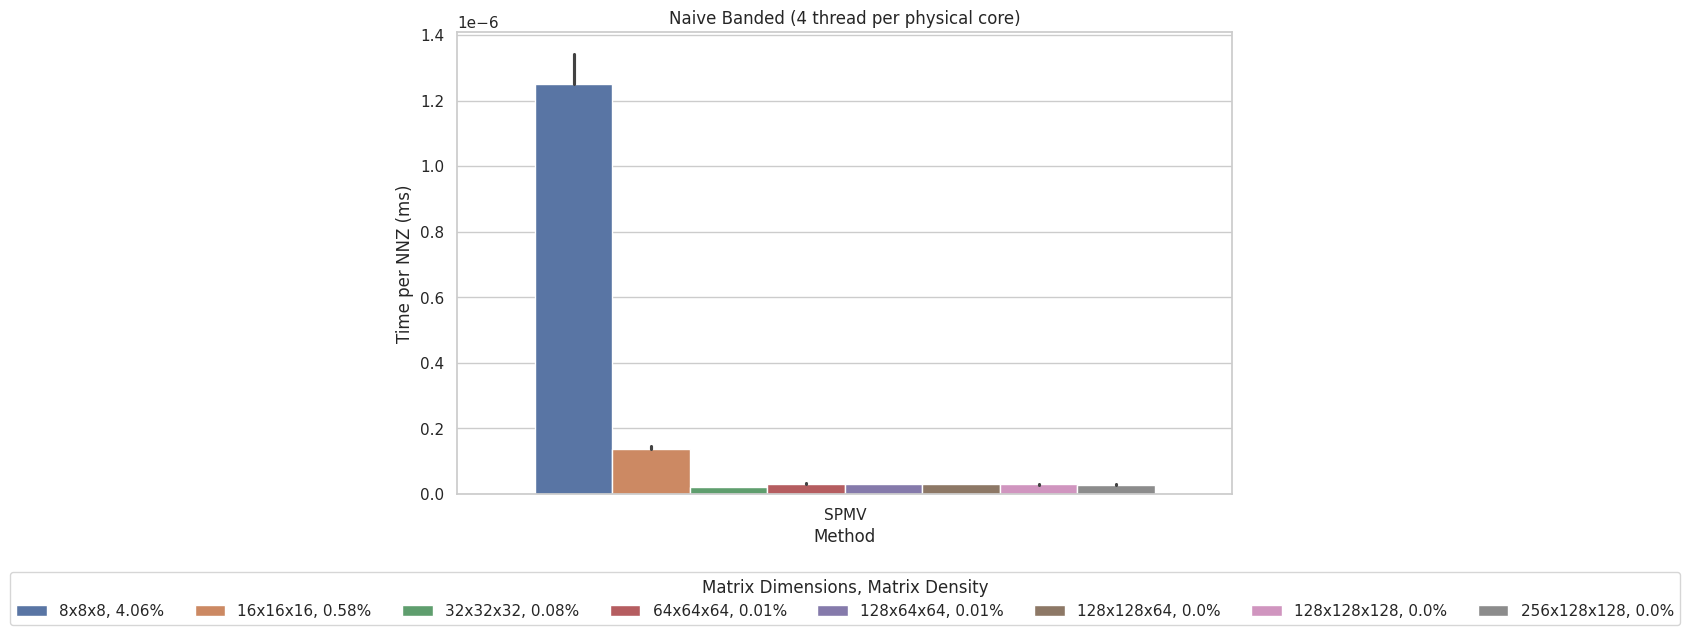 Naive Banded (4 thread per physical core)
1e−6
1.4
1.2
1.0
0.8
0.6
0.4
0.2
0.0
Time per NNZ (ms)
SPMV
Method
Matrix Dimensions, Matrix Density
8x8x8, 4.06% 16x16x16, 0.58% 32x32x32, 0.08% 64x64x64, 0.01% 128x64x64, 0.01% 128x128x64, 0.0% 128x128x128, 0.0% 256x128x128, 0.0%